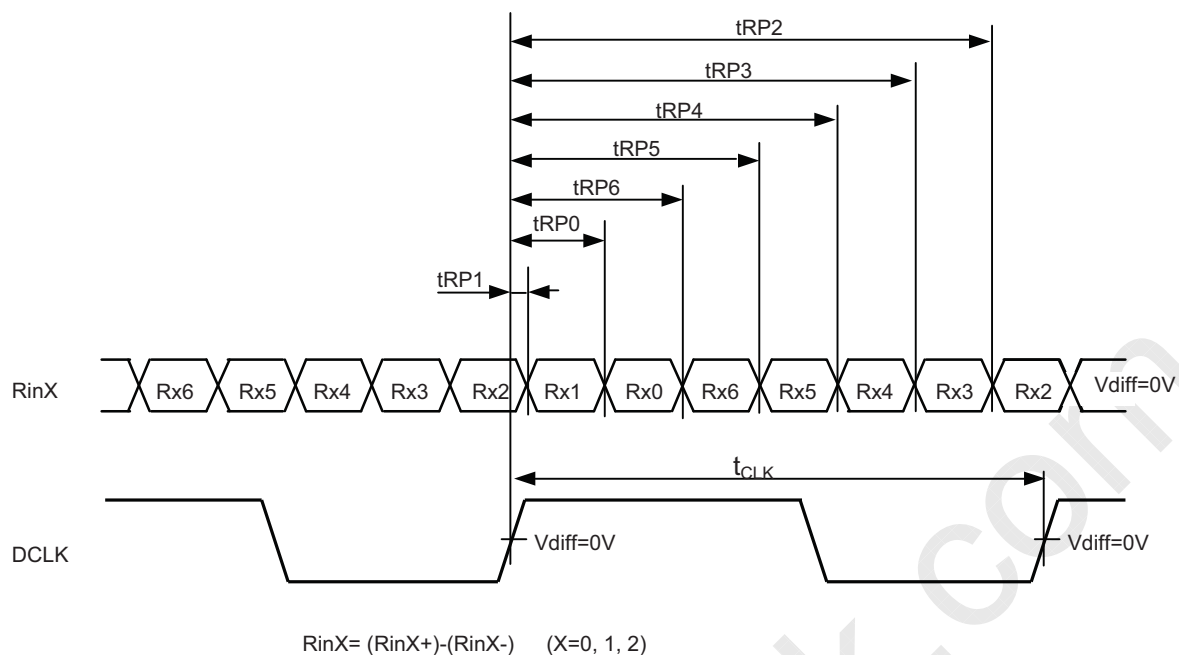 tRP2
tRP3
tRP4
tRP5
tRP6
tRP0
tRP1
RinX Rx6 Rx5 Rx4 Rx3 Rx2 Rx1 Rx0 Rx6 Rx5 Rx4 Rx3 Rx2 Vdiff=0V
tCLK
DCLK Vdiff=0V Vdiff=0V
RinX= (RinX+)-(RinX-) (X=0, 1, 2)